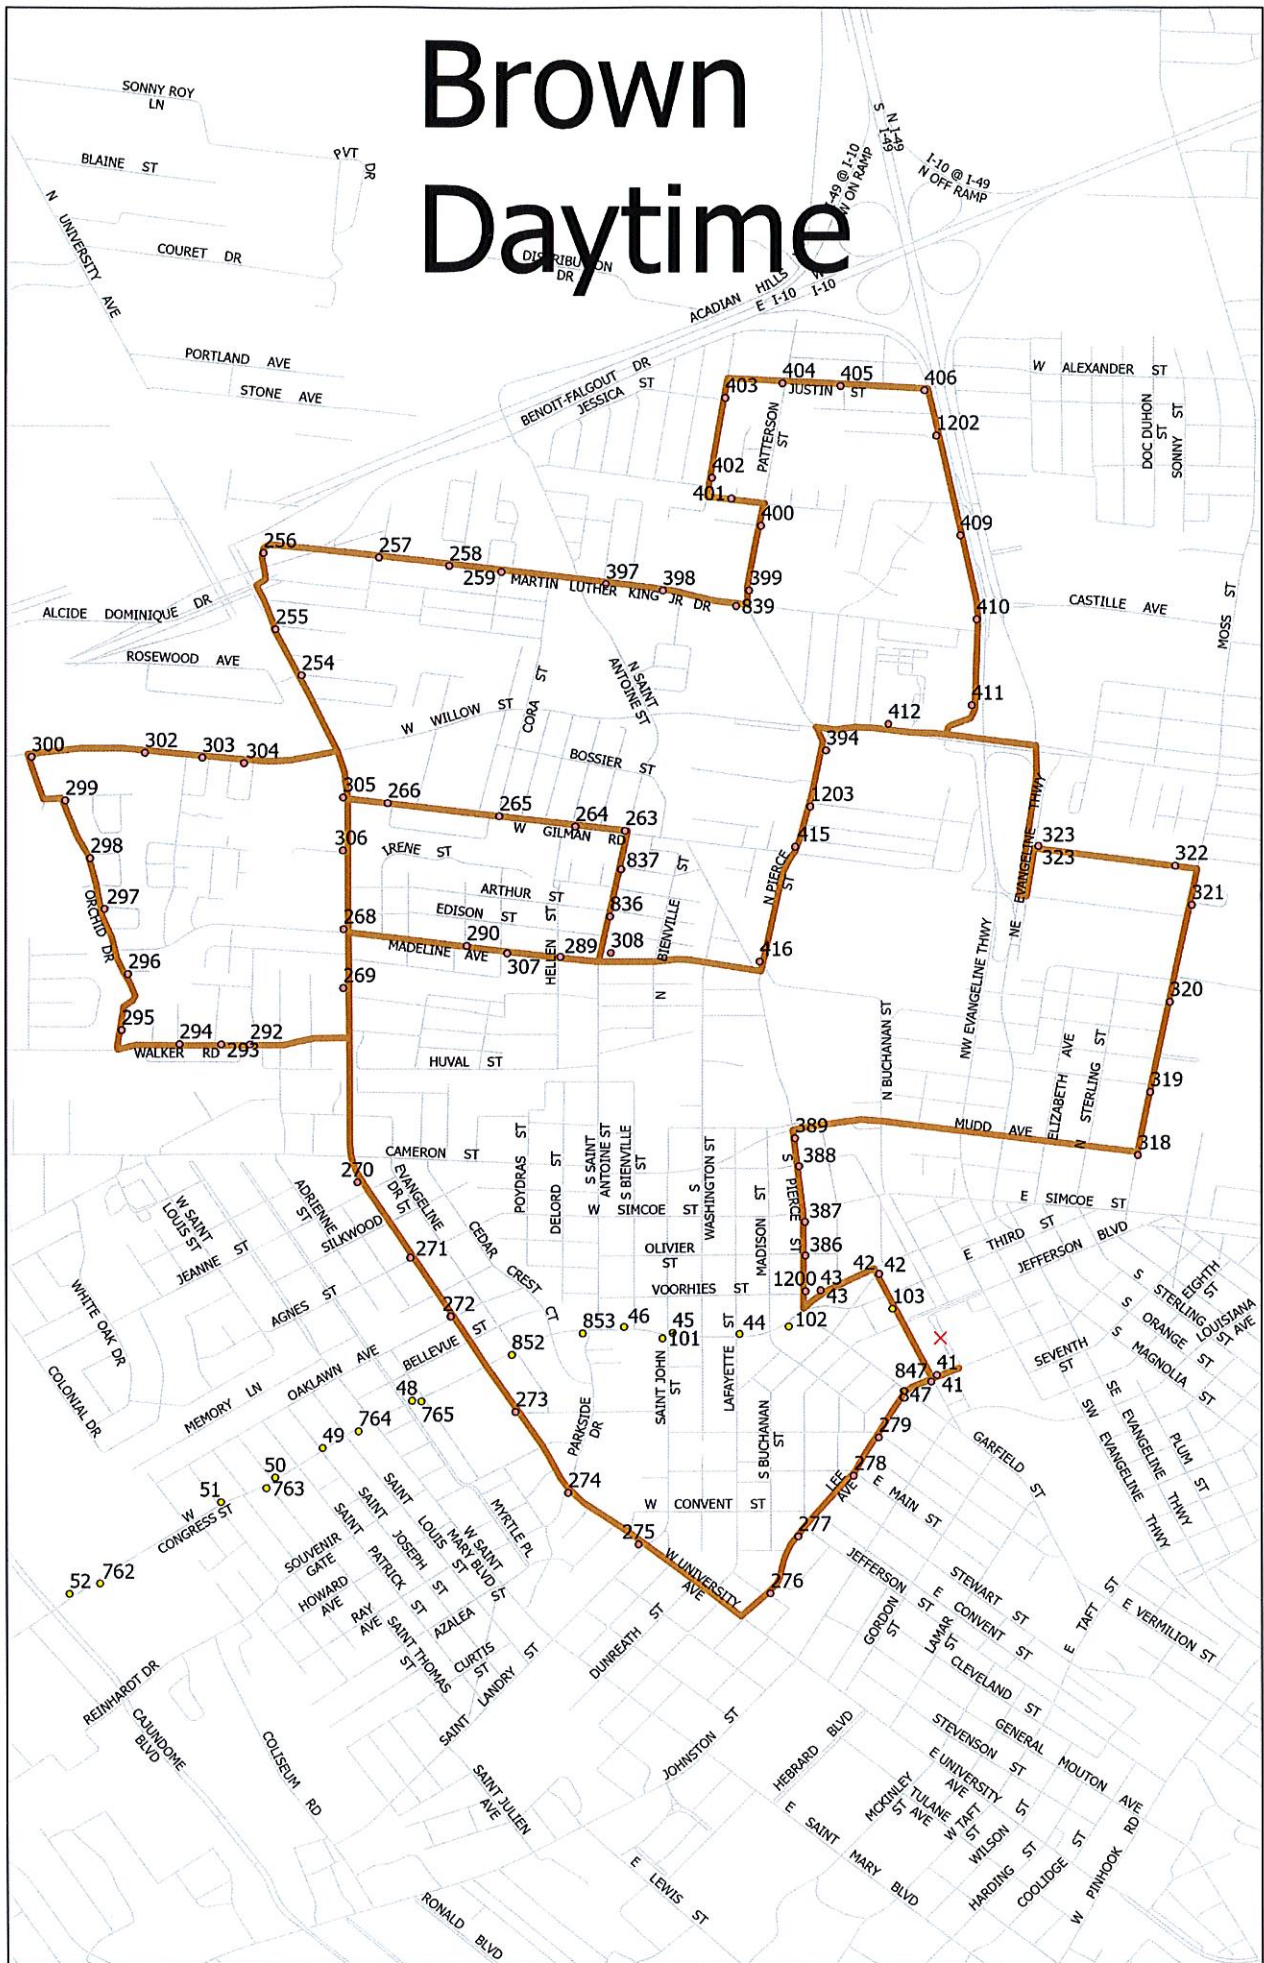 Brown
Daytime
SONNY ROY
LN
BLAINE ST
PVT DR
N UNIVERSITY AVE
COURET DR
DISTRIBUTION
DR
S I-49
N I-49
I-49 @ I-10
W ON RAMP
I-10 @ I-49
N OFF RAMP
ACADIAN HILLS
E I-10
W I-10
PORTLAND AVE
STONE AVE
BENOIT-FALGOUT DR
JESSICA ST
403
404
405
JUSTIN ST
406
W ALEXANDER ST
1202
PATTERSON
ST
DOC DUHON
ST
SONNY ST
402
401
400
409
256
257
258
259
397
398
399
839
MARTIN LUTHER KING JR DR
410
CASTILLE AVE
MOSS ST
ALCIDE DOMINIQUE DR
255
ROSEWOOD AVE
254
N SAINT
ANTOINE ST
CORA ST
W WILLOW ST
411
412
394
300
302
303
304
BOSSIER ST
299
305
266
265
264
263
W GILMAN RD
1203
NE EVANGELINE THWY
298
306
IRENE ST
837
415
323
323
322
321
297
ORCHID DR
ARTHUR ST
EDISON ST
836
N PIERCE
ST
268
290
MADELINE AVE
307
HELLEN ST
289
308
N BIENVILLE ST
416
NW EVANGELINE THWY
296
269
320
295
294
293
292
WALKER RD
HUVAL ST
N BUCHANAN ST
ELIZABETH AVE
N STERLING ST
319
389
MUDD AVE
318
388
CAMERON ST
270
POYDRAS ST
DELORD ST
S SAINT
ANTOINE ST
S BIENVILLE
ST
S
WASHINGTON ST
S PIERCE ST
EVANGELINE
DR
ST
ADRIENNE
ST
SILKWOOD
W SAINT
LOUIS ST
JEANNE ST
W SIMCOE ST
387
E SIMCOE ST
CEDAR CREST CT
271
OLIVIER
ST
MADISON ST
386
E THIRD ST
JEFFERSON BLVD
WHITE OAK DR
AGNES ST
272
VOORHIES ST
1200
43
43
42
42
103
S STERLING ST
EIGHTH
ST
LOUISIANA
AVE
S ORANGE ST
S MAGNOLIA ST
853
46
45
101
44
102
BELLEVUE ST
852
SAINT JOHN
ST
LAFAYETTE ST
SEVENTH
ST
COLONIAL DR
MEMORY LN
OAKLAWN AVE
48
765
847
847
41
41
273
279
SE EVANGELINE THWY
SW EVANGELINE THWY
PLUM ST
49
764
PARKSIDE
DR
S BUCHANAN
ST
GARFIELD ST
50
763
51
274
278
LEE
AVE
E MAIN ST
W
CONGRESS ST
W CONVENT ST
277
275
MYRTLE PL
SAINT LOUIS ST
W SAINT
MARY BLVD
SAINT JOSEPH ST
SAINT PATRICK ST
SOUVENIR
GATE
HOWARD
AVE
RAY
AVE
W UNIVERSITY
AVE
276
JEFFERSON ST
STEWART ST
E CONVENT ST
52
762
AZALEA ST
GORDON
ST
LAMAR
ST
E TAFT ST
E VERMILION ST
SAINT THOMAS
ST
CURTIS
ST
DUNREATH ST
CLEVELAND ST
REINHARDT DR
SAINT LANDRY ST
CAJUNDOME
BLVD
COLISEUM RD
JOHNSTON ST
HEBRARD BLVD
STEVENSON ST
GENERAL MOUTON AVE
E UNIVERSITY
AVE
SAINT JULIEN
AVE
MCKINLEY
ST
TULANE
AVE
W TAFT
ST
WILSON ST
E SAINT MARY BLVD
HARDING ST
COOLIDGE ST
W PINHOOK RD
E LEWIS ST
RONALD
BLVD